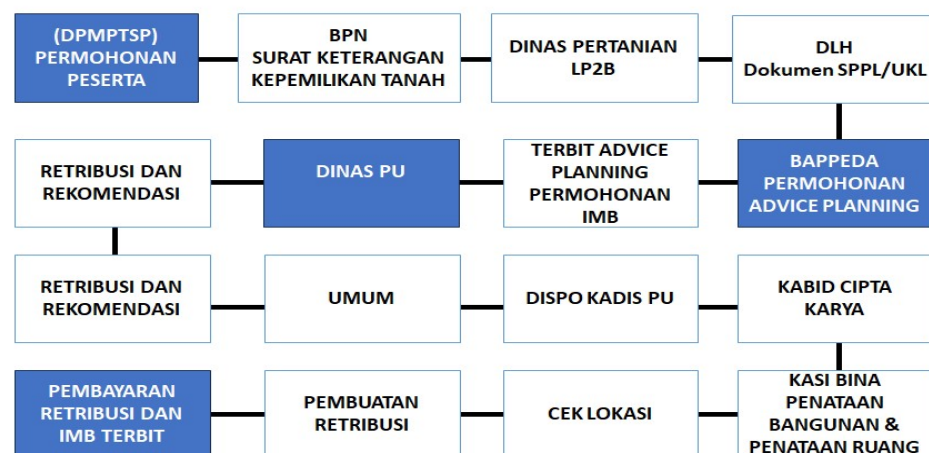 (DPMPTSP)
PERMOHONAN
PESERTA
BPN
SURAT KETERANGAN
KEPEMILIKAN TANAH
DINAS PERTANIAN
LP2B
DLH
Dokumen SPPL/UKL
RETRIBUSI DAN
REKOMENDASI
DINAS PU
TERBIT ADVICE
PLANNING
PERMOHONAN
IMB
BAPPEDA
PERMOHONAN
ADVICE PLANNING
RETRIBUSI DAN
REKOMENDASI
UMUM
DISPO KADIS PU
KABID CIPTA
KARYA
PEMBAYARAN
RETRIBUSI DAN
IMB TERBIT
PEMBUATAN
RETRIBUSI
CEK LOKASI
KASI BINA
PENATAAN
BANGUNAN &
PENATAAN RUANG